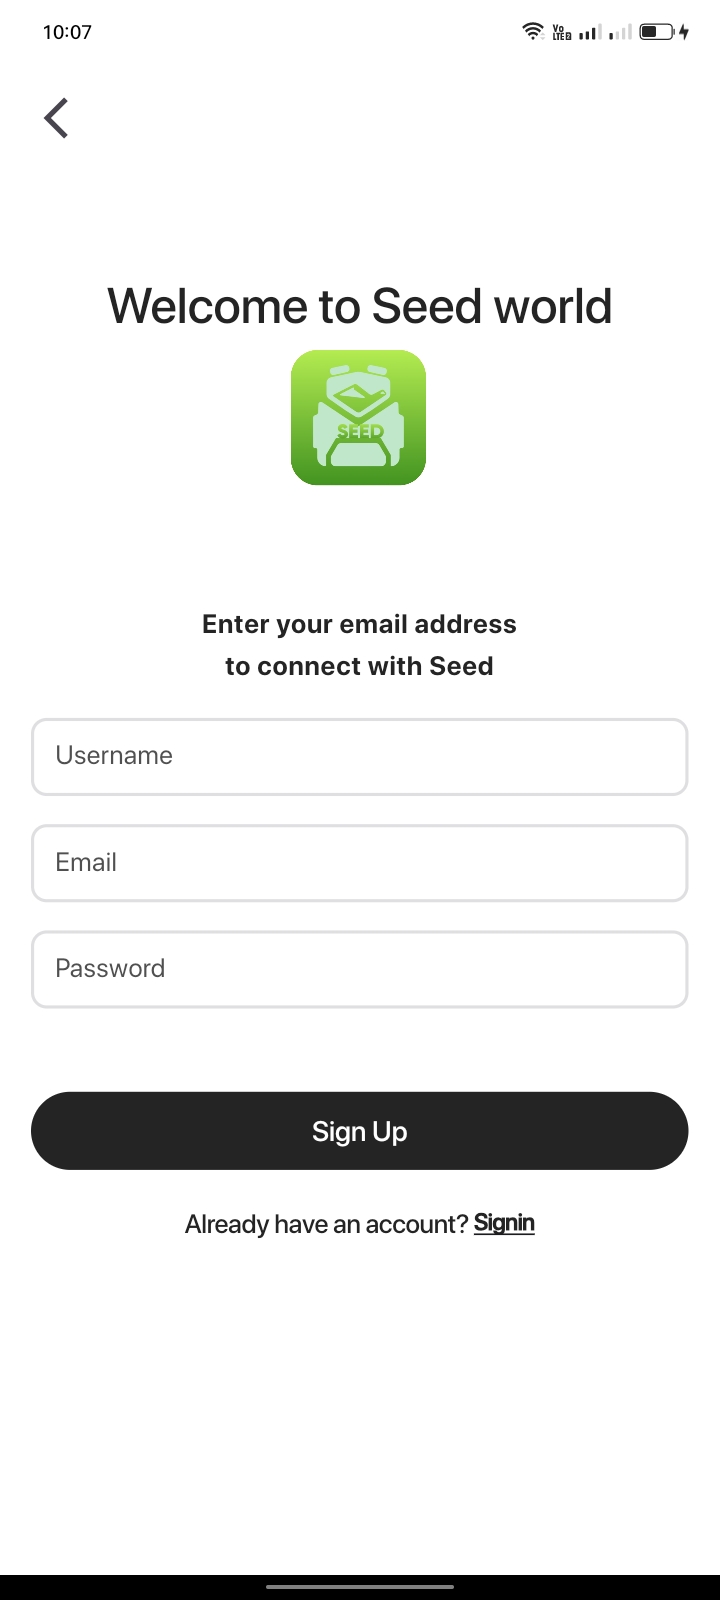 10:07
Vo
LTE2
Welcome to Seed world
SEED
Enter your email address
to connect with Seed
Username
Email
Password
Sign Up
Already have an account? Signin